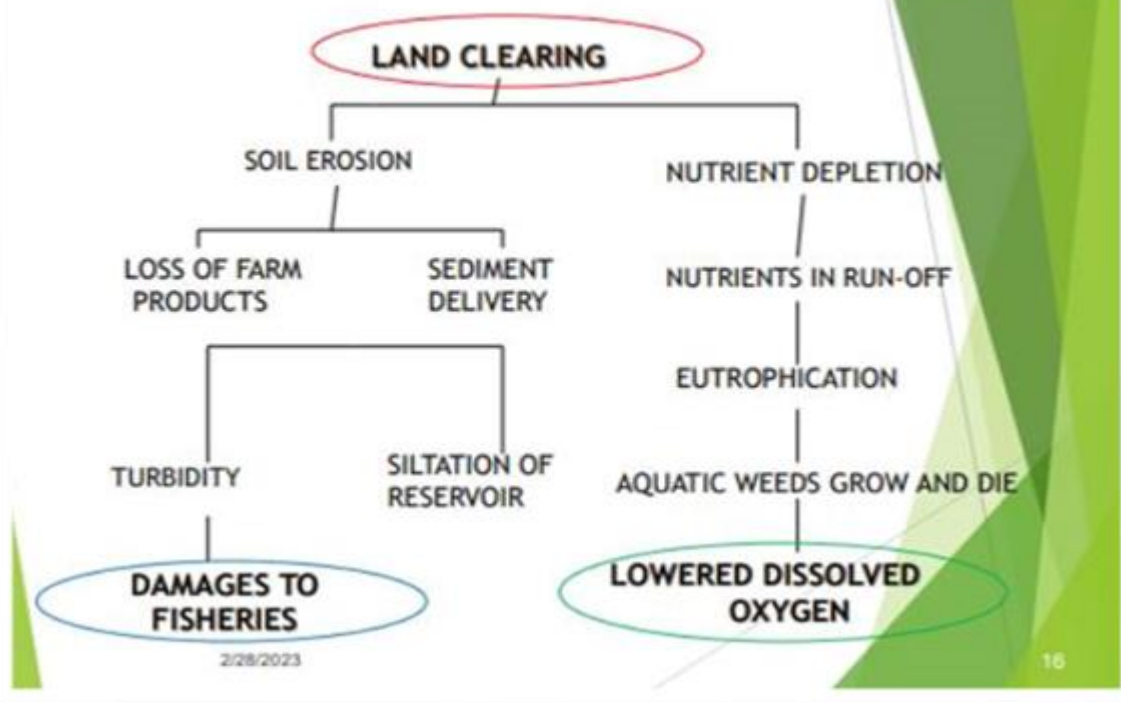 LAND CLEARING
SOIL EROSION
NUTRIENT DEPLETION
LOSS OF FARM
PRODUCTS
SEDIMENT
DELIVERY
NUTRIENTS IN RUN-OFF
EUTROPHICATION
TURBIDITY
SILTATION OF
RESERVOIR
AQUATIC WEEDS GROW AND DIE
DAMAGES TO
FISHERIES
LOWERED DISSOLVED
OXYGEN
2/28/2023
16